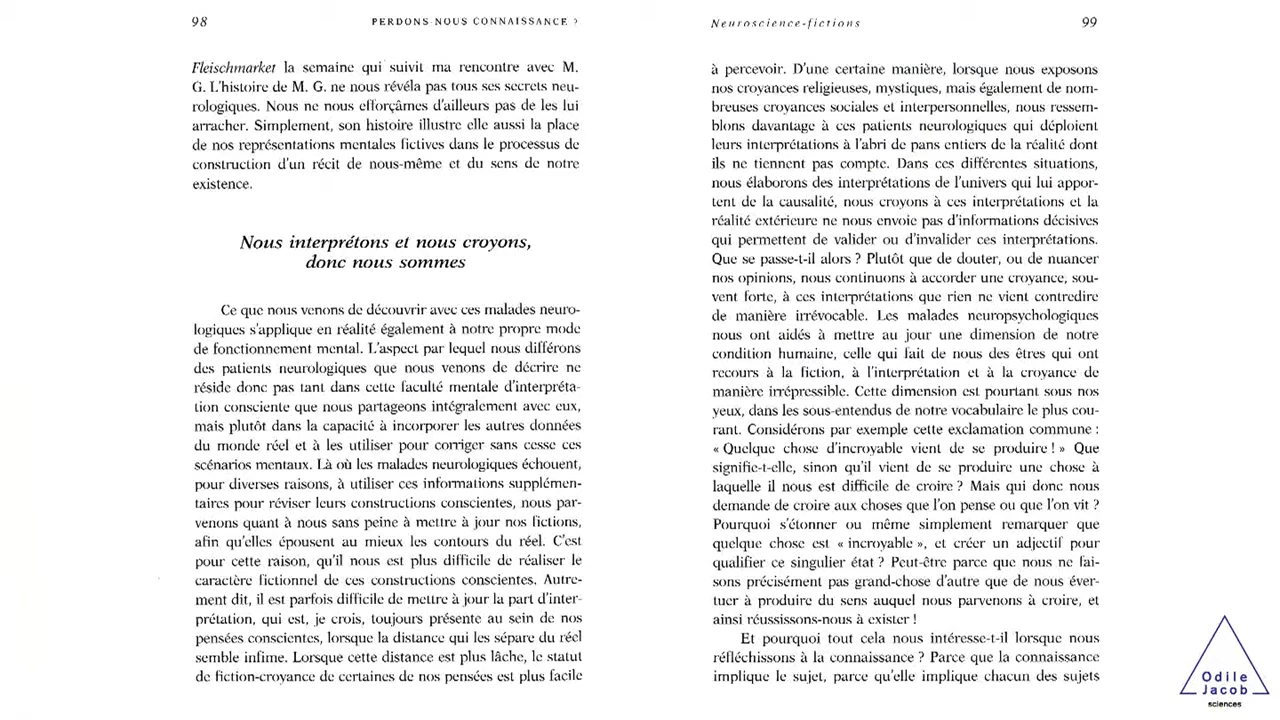 98
PERDONS-NOUS CONNAISSANCE ?
Fleischmarket la semaine qui suivit ma rencontre avec M.
G. L'histoire de M. G. ne nous révéla pas tous ses secrets neu-
rologiques. Nous ne nous efforçâmes d'ailleurs pas de les lui
arracher. Simplement, son histoire illustre elle aussi la place
de nos représentations mentales fictives dans le processus de
construction d'un récit de nous-même et du sens de notre
existence.
Nous interprétons et nous croyons,
donc nous sommes
Ce que nous venons de découvrir avec ces malades neuro-
logiques s'applique en réalité également à notre propre mode
de fonctionnement mental. L'aspect par lequel nous différons
des patients neurologiques que nous venons de décrire ne
réside donc pas tant dans cette faculté mentale d'interpréta-
tion consciente que nous partageons intégralement avec eux,
mais plutôt dans la capacité à incorporer les autres données
du monde réel et à les utiliser pour corriger sans cesse ces
scénarios mentaux. Là où les malades neurologiques échouent,
pour diverses raisons, à utiliser ces informations supplémen-
taires pour réviser leurs constructions conscientes, nous par-
venons quant à nous sans peine à mettre à jour nos fictions,
afin qu'elles épousent au mieux les contours du réel. C'est
pour cette raison, qu'il nous est plus difficile de réaliser le
caractère fictionnel de ces constructions conscientes. Autre-
ment dit, il est parfois difficile de mettre à jour la part d'inter-
prétation, qui est, je crois, toujours présente au sein de nos
pensées conscientes, lorsque la distance qui les sépare du réel
semble infime. Lorsque cette distance est plus lâche, le statut
de fiction-croyance de certaines de nos pensées est plus facile
Neuroscience-fictions
99
à percevoir. D'une certaine manière, lorsque nous exposons
nos croyances religieuses, mystiques, mais également de nom-
breuses croyances sociales et interpersonnelles, nous ressem-
blons davantage à ces patients neurologiques qui déploient
leurs interprétations à l'abri de pans entiers de la réalité dont
ils ne tiennent pas compte. Dans ces différentes situations,
nous élaborons des interprétations de l'univers qui lui appor-
tent de la causalité, nous croyons à ces interprétations et la
réalité extérieure ne nous envoie pas d'informations décisives
qui permettent de valider ou d'invalider ces interprétations.
Que se passe-t-il alors ? Plutôt que de douter, ou de nuancer
nos opinions, nous continuons à accorder une croyance, sou-
vent forte, à ces interprétations que rien ne vient contredire
de manière irrévocable. Les malades neuropsychologiques
nous ont aidés à mettre au jour une dimension de notre
condition humaine, celle qui fait de nous des êtres qui ont
recours à la fiction, à l'interprétation et à la croyance de
manière irrépressible. Cette dimension est pourtant sous nos
yeux, dans les sous-entendus de notre vocabulaire le plus cou-
rant. Considérons par exemple cette exclamation commune :
« Quelque chose d'incroyable vient de se produire ! » Que
signifie-t-elle, sinon qu'il vient de se produire une chose à
laquelle il nous est difficile de croire ? Mais qui donc nous
demande de croire aux choses que l'on pense ou que l'on vit ?
Pourquoi s'étonner ou même simplement remarquer que
quelque chose est « incroyable », et créer un adjectif pour
qualifier ce singulier état ? Peut-être parce que nous ne fai-
sons précisément pas grand-chose d'autre que de nous éver-
tuer à produire du sens auquel nous parvenons à croire, et
ainsi réussissons-nous à exister !
Et pourquoi tout cela nous intéresse-t-il lorsque nous
réfléchissons à la connaissance ? Parce que la connaissance
implique le sujet, parce qu'elle implique chacun des sujets
Odile
Jacob
sciences